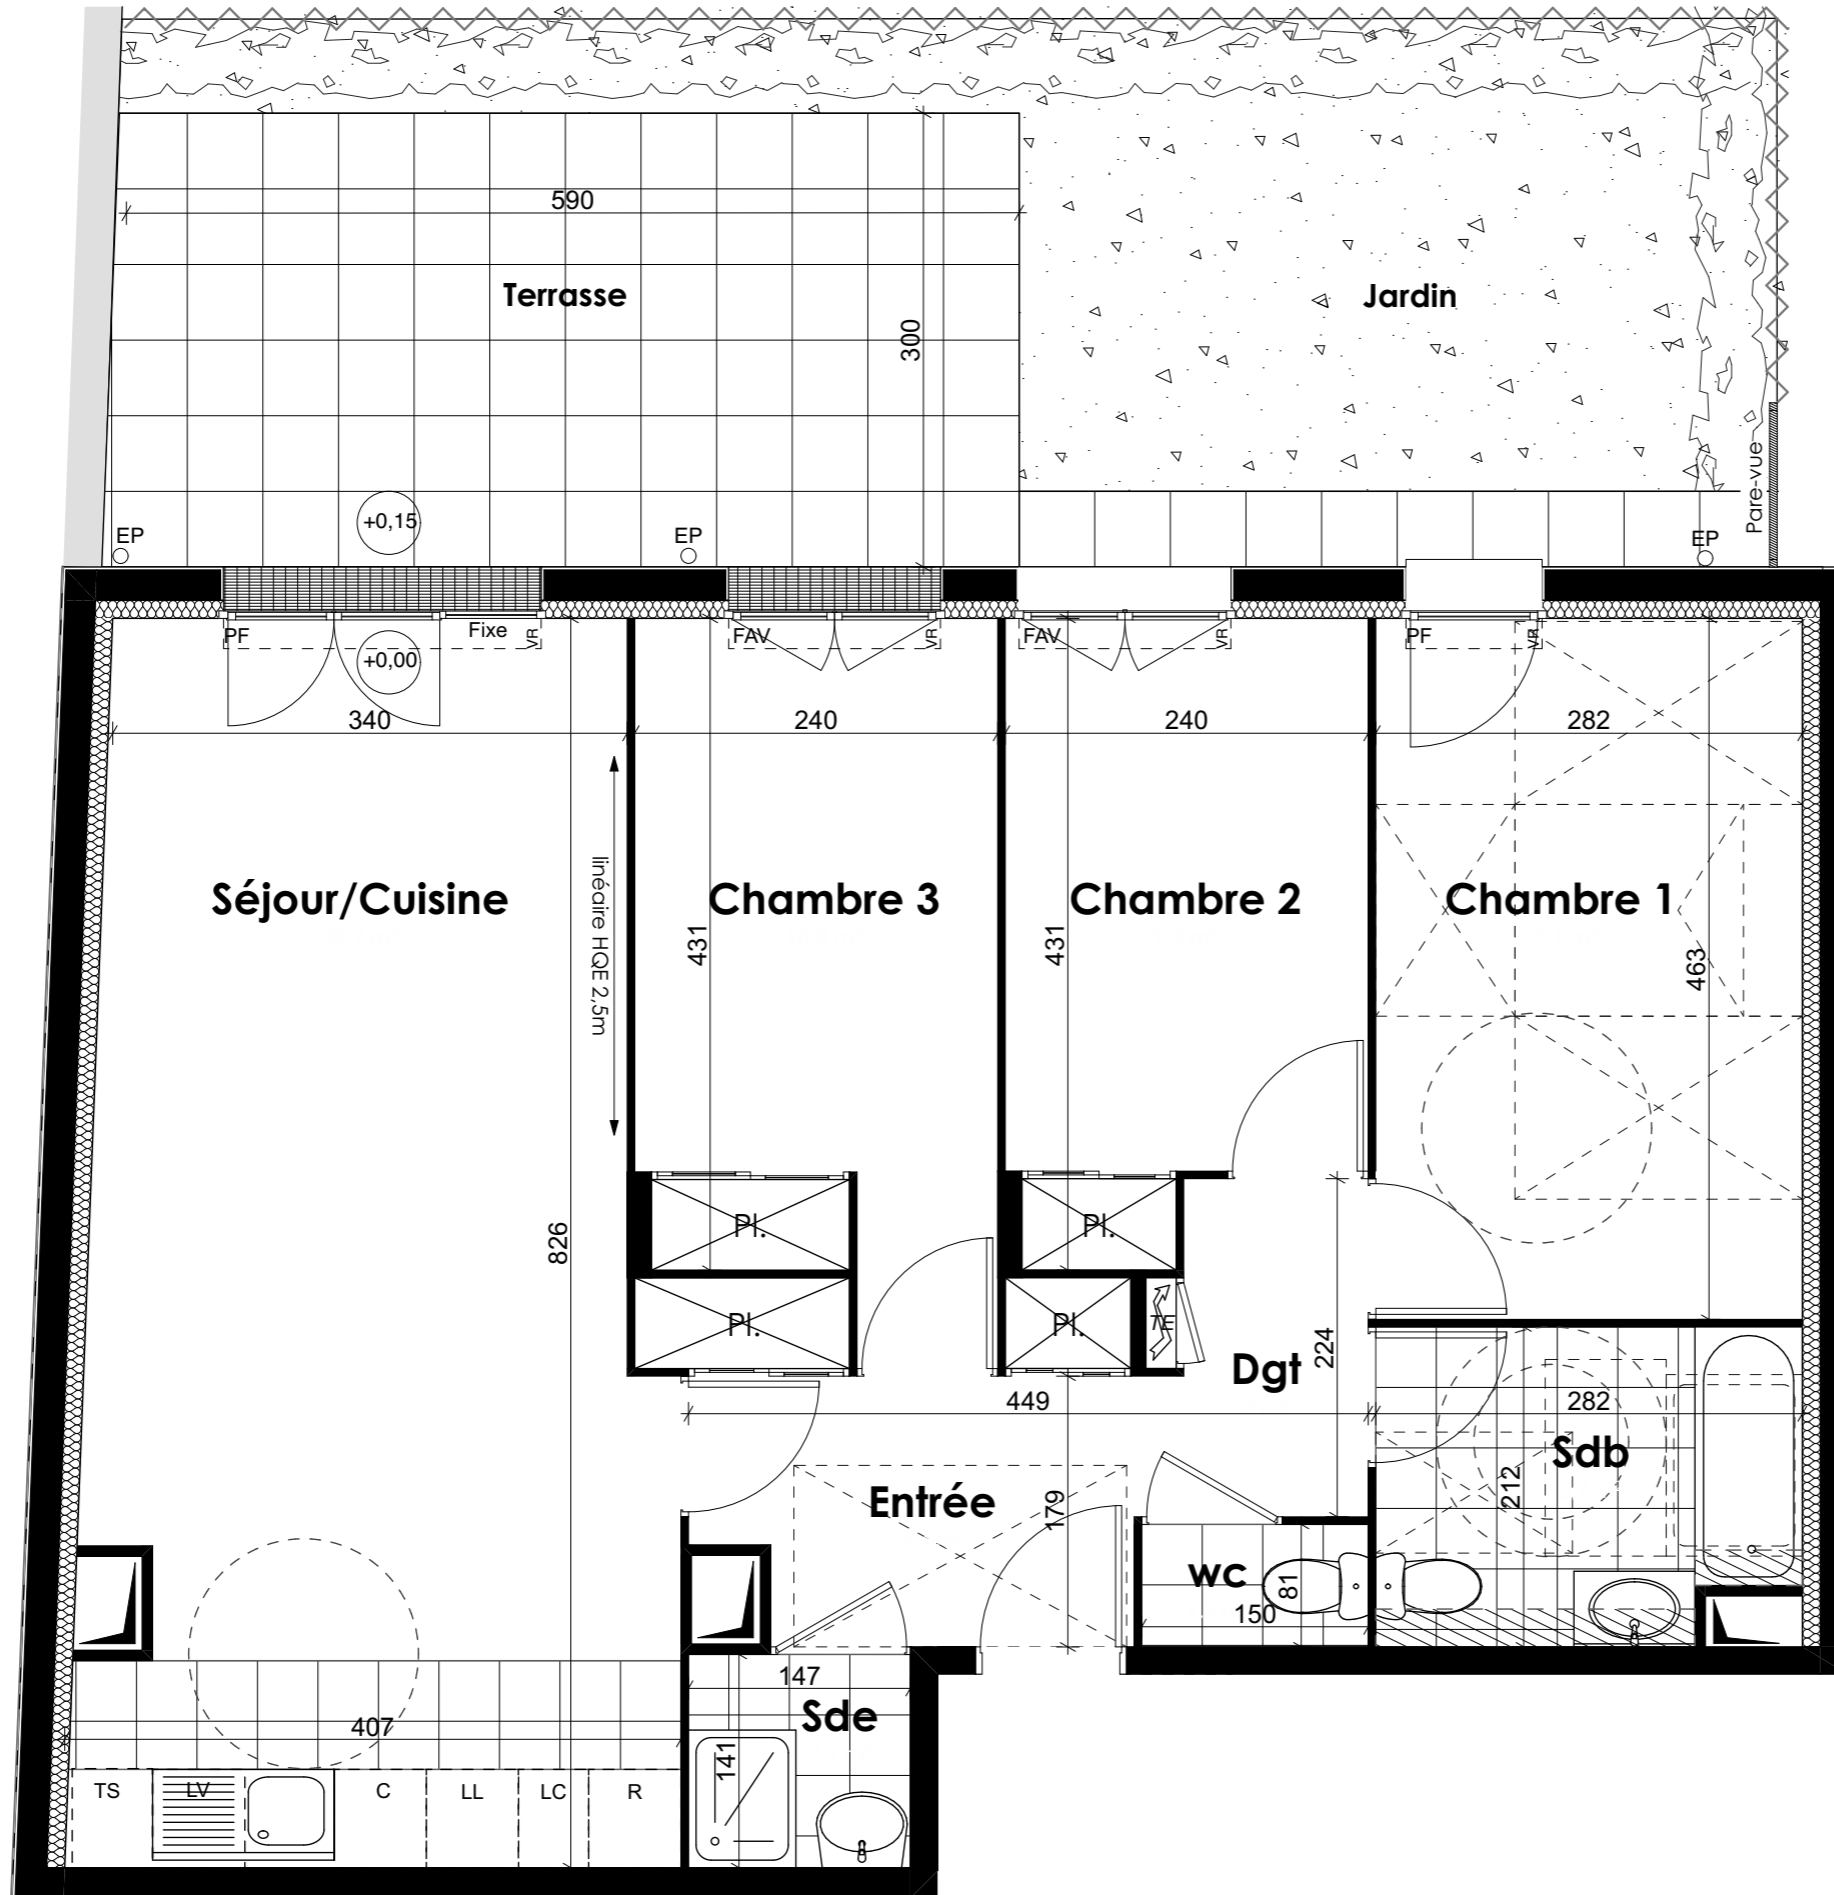 590
Terrasse
Jardin
300
Pare-vue
+0,15
EP
EP
EP
PF
Fixe
VR
FAV
VR
FAV
VR
PF
VR
+0,00
340
240
240
282
linéaire HQE 2,5m
Séjour/Cuisine
Chambre 3
Chambre 2
Chambre 1
431
431
463
826
Pl.
Pl.
Pl.
Pl.
TE
Dgt
224
449
282
Sdb
212
Entrée
179
wc
81
150
147
Sde
407
141
TS
LV
C
LL
LC
R